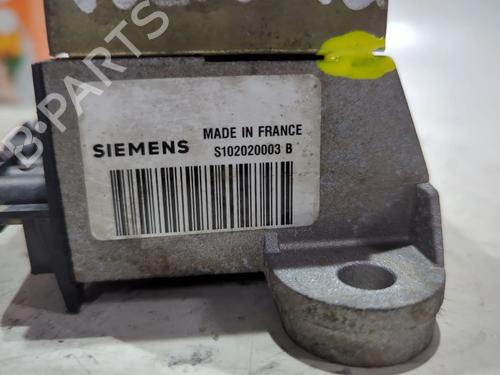 B-PARTS
SIEMENS MADE IN FRANCE
S102020003 B